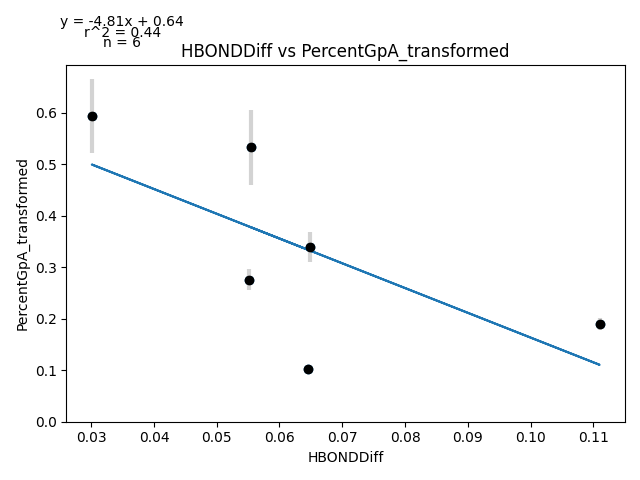 y = -4.81x + 0.64
r^2 = 0.44
n = 6
HBONDDiff vs PercentGpA_transformed
PercentGpA_transformed
0.6
0.5
0.4
0.3
0.2
0.1
0.0
0.03 0.04 0.05 0.06 0.07 0.08 0.09 0.10 0.11
HBONDDiff